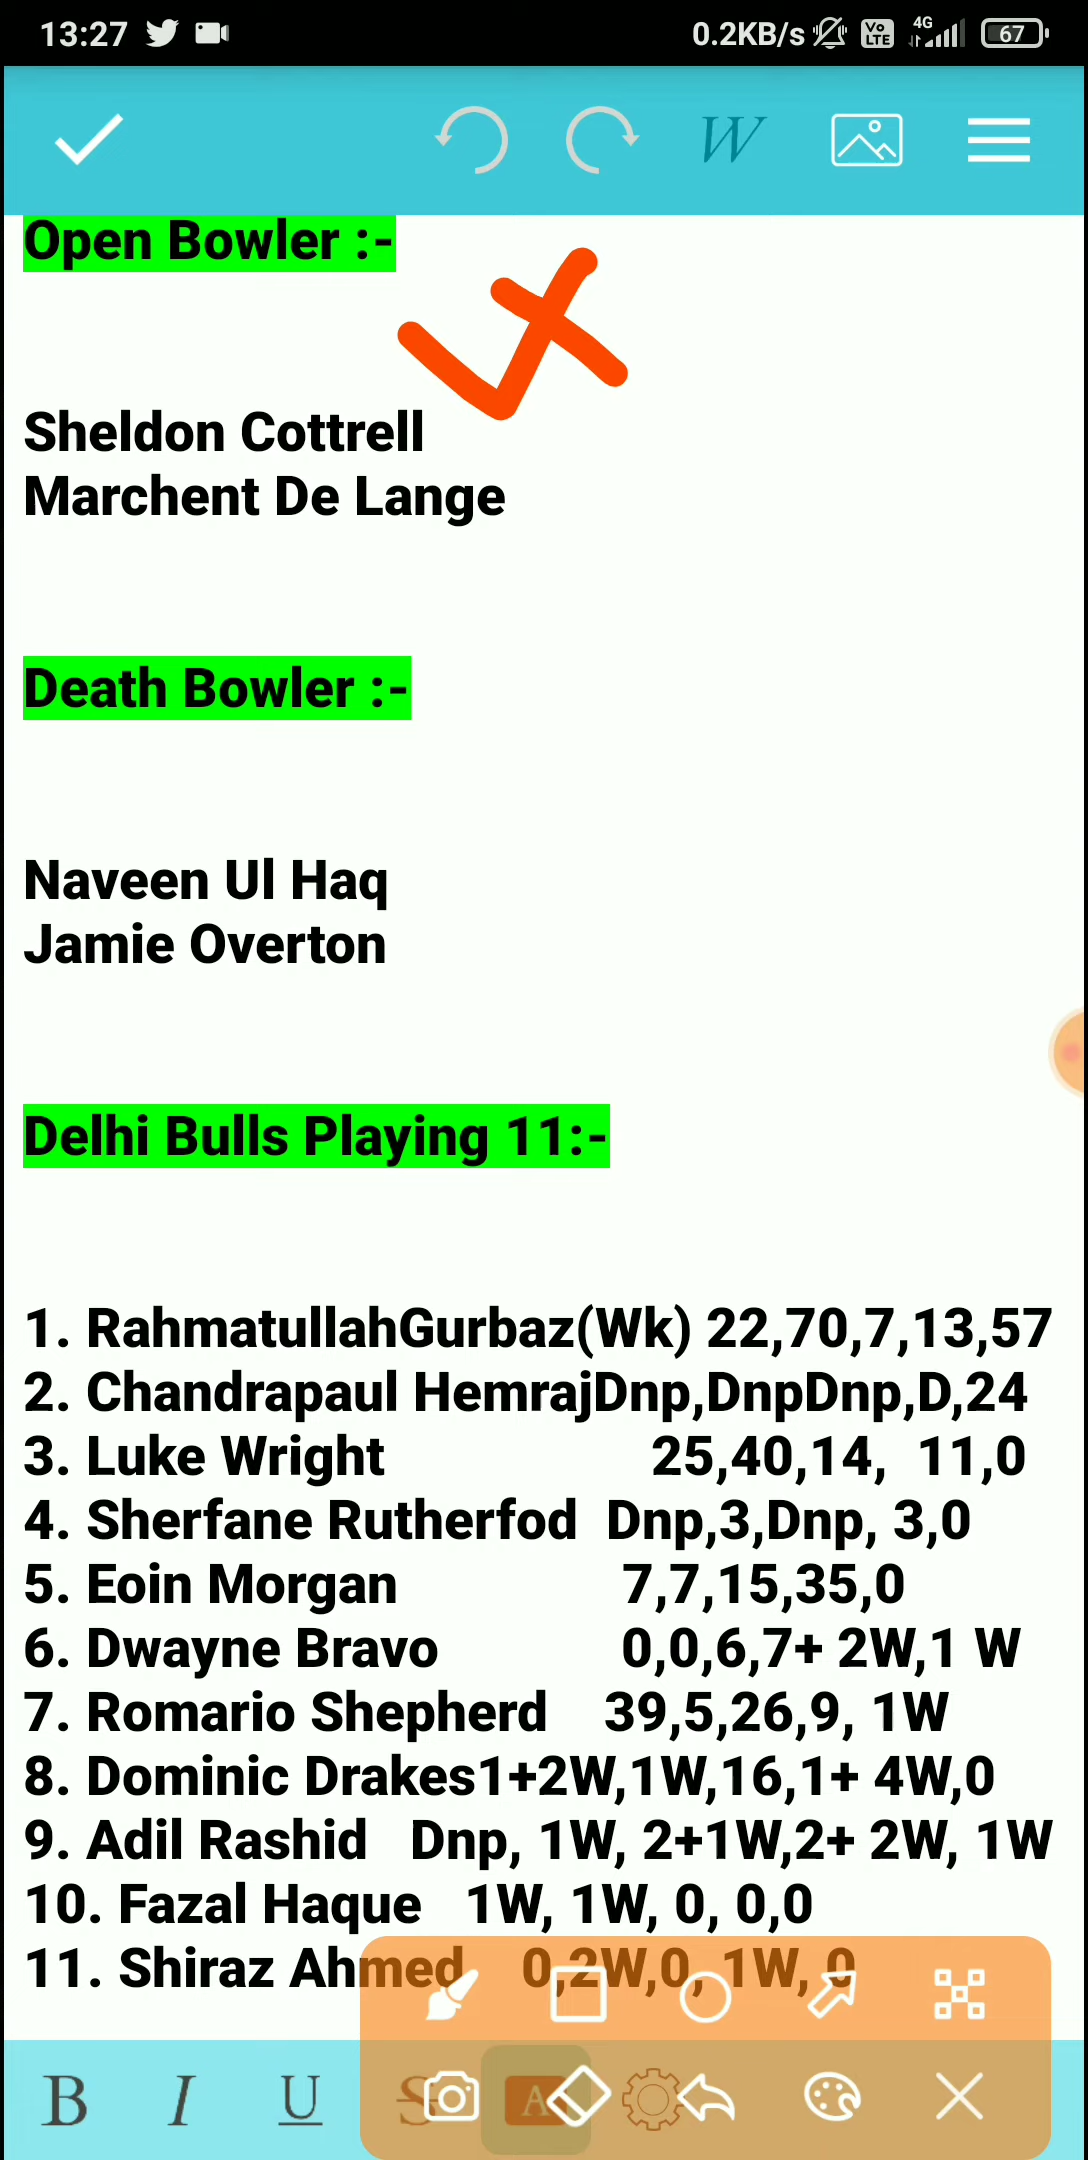 13:27 0.2KB/s Vo LTE 4G 67
W
Open Bowler :-
Sheldon Cottrell
Marchent De Lange
Death Bowler :-
Naveen Ul Haq
Jamie Overton
Delhi Bulls Playing 11:-
1. RahmatullahGurbaz(Wk) 22,70,7,13,57
2. Chandrapaul HemrajDnp,DnpDnp,D,24
3. Luke Wright 25,40,14, 11,0
4. Sherfane Rutherfod Dnp,3,Dnp, 3,0
5. Eoin Morgan 7,7,15,35,0
6. Dwayne Bravo 0,0,6,7+ 2W,1 W
7. Romario Shepherd 39,5,26,9, 1W
8. Dominic Drakes1+2W,1W,16,1+ 4W,0
9. Adil Rashid Dnp, 1W, 2+1W,2+ 2W, 1W
10. Fazal Haque 1W, 1W, 0, 0,0
11. Shiraz Ahmed 0,2W,0, 1W, 0
B I U S A